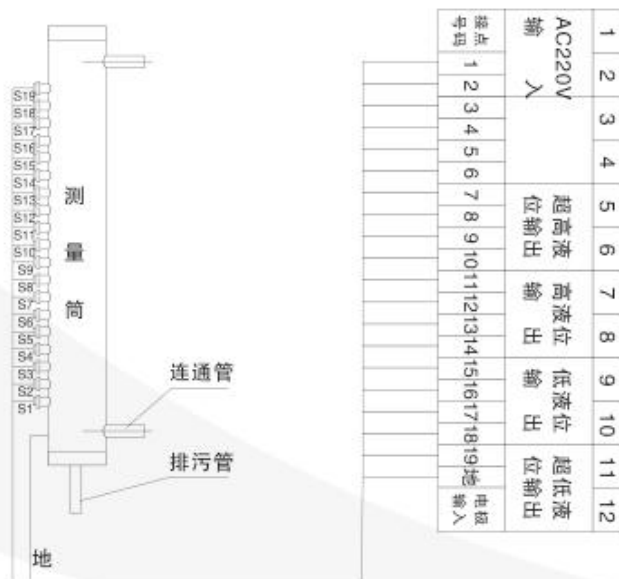 S19
S18
S17
S16
S15
S14
S13
S12
S11
S10
S9
S8
S7
S6
S5
S4
S3
S2
S1
测量筒
连通管
排污管
地
接点号码
1
2
3
4
5
6
7
8
9
10
11
12
13
14
15
16
17
18
19
地
电极输入
AC220V
输入
超高液位输出
高液位输出
低液位输出
超低液位输出
1
2
3
4
5
6
7
8
9
10
11
12